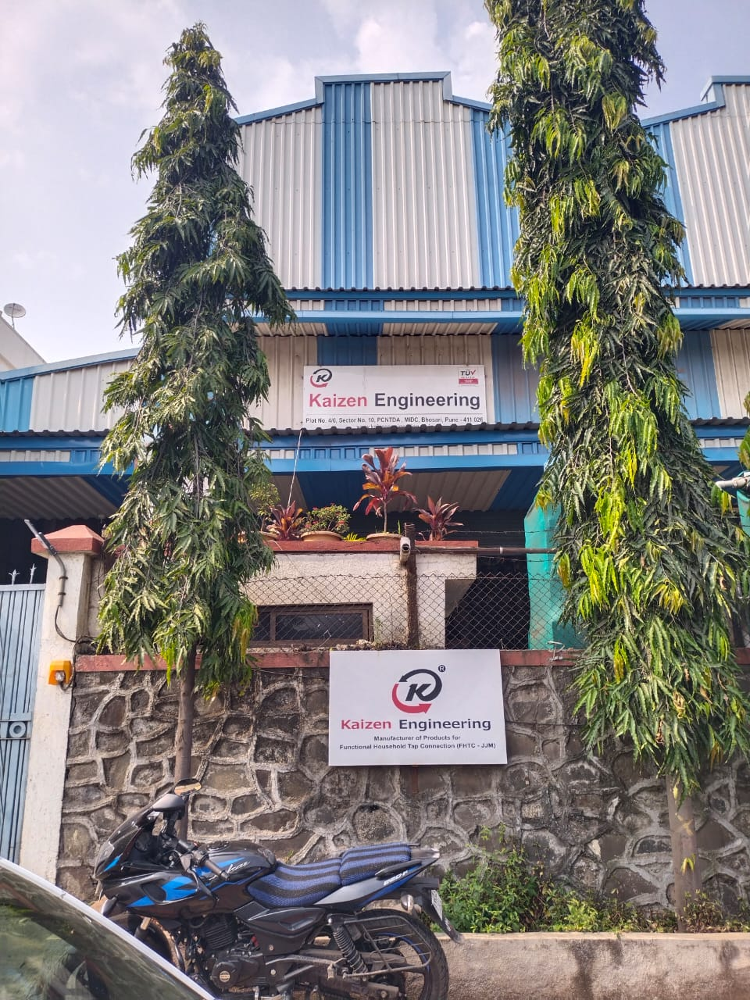 K
TÜV
Kaizen Engineering
Plot No. 4/6, Sector No. 10, PCNTDA , MIDC, Bhosari, Pune - 411 026
K ®
Kaizen Engineering
Manufacturer of Products for
Functional Household Tap Connection (FHTC - JJM)
220F